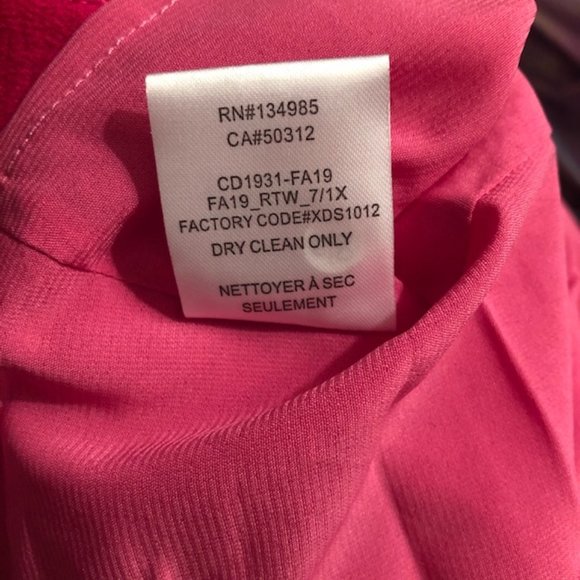 RN#134985
CA#50312
CD1931-FA19
FA19_RTW_7/1X
FACTORY CODE#XDS1012
DRY CLEAN ONLY
NETTOYER À SEC
SEULEMENT